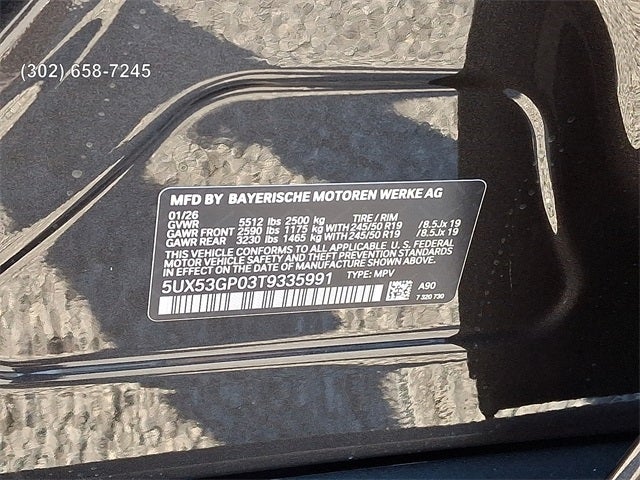 (302) 658-7245
MFD BY BAYERISCHE MOTOREN WERKE AG
01/26
GVWR 5512 lbs 2500 kg TIRE / RIM
GAWR FRONT 2590 lbs 1175 kg WITH 245/50 R19 / 8.5Jx 19
GAWR REAR 3230 lbs 1465 kg WITH 245/50 R19 / 8.5Jx 19
THIS VEHICLE CONFORMS TO ALL APPLICABLE U. S. FEDERAL
MOTOR VEHICLE SAFETY AND THEFT PREVENTION STANDARDS
IN EFFECT ON THE DATE OF MANUFACTURE SHOWN ABOVE.
5UX53GP03T9335991 TYPE: MPV
A90
7 320 730